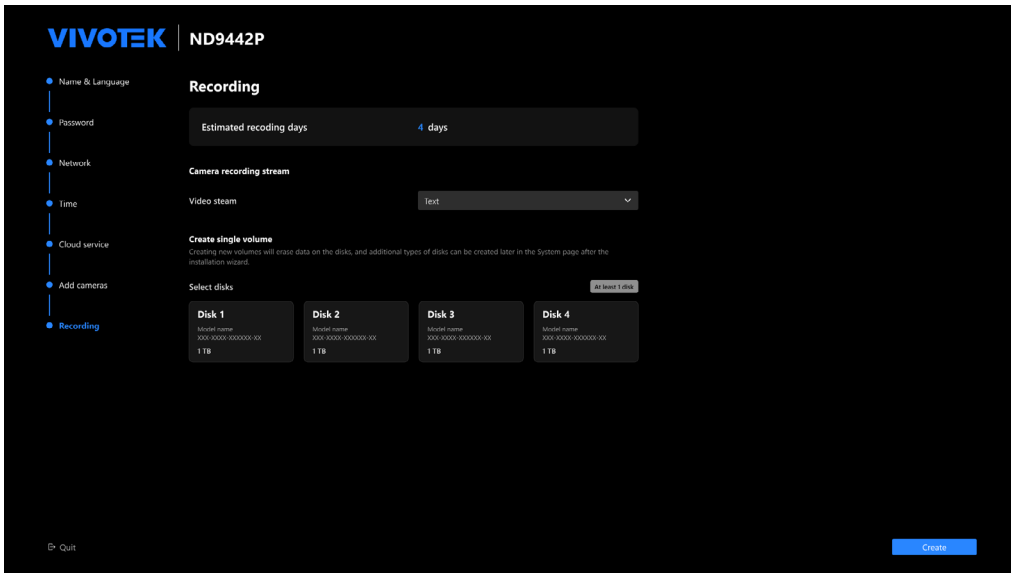 VIVOTEK ND9442P
Name & Language
Password
Network
Time
Cloud service
Add cameras
Recording
Recording
Estimated recoding days 4 days
Camera recording stream
Video steam Text
Create single volume
Creating new volumes will erase data on the disks, and additional types of disks can be created later in the System page after the
installation wizard.
Select disks At least 1 disk
Disk 1 Disk 2 Disk 3 Disk 4
Model name Model name Model name Model name
XXX-XXXX-XXXXXX-XX XXX-XXXX-XXXXXX-XX XXX-XXXX-XXXXXX-XX XXX-XXXX-XXXXXX-XX
1 TB 1 TB 1 TB 1 TB
Quit Create